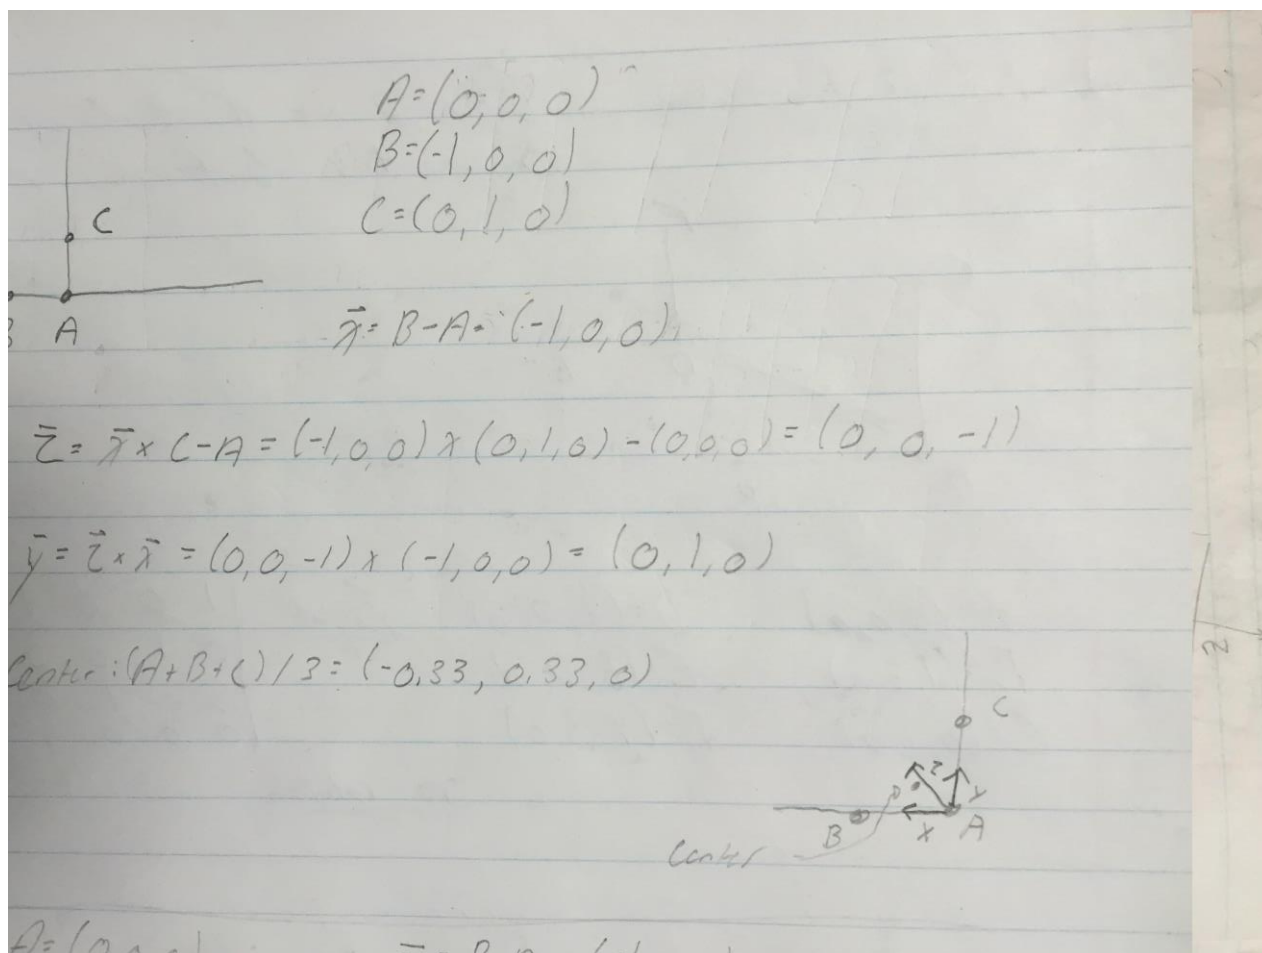 A=(0,0,0)
B=(-1,0,0)
C=(0,1,0)
C
B A
x⃗= B-A= (-1,0,0)
z̄= x̄ × C-A = (-1,0,0) × (0,1,0) - (0,0,0) = (0, 0, -1)
ȳ = z⃗ × x̄ = (0,0,-1) × (-1,0,0) = (0,1,0)
Center: (A+B+C)/3 = (-0.33, 0.33, 0)
C
z y
B x A
Center
z